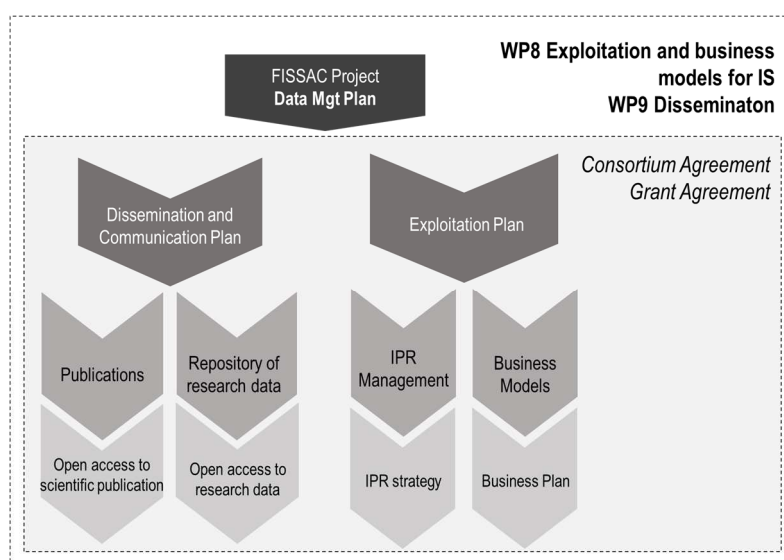 WP8 Exploitation and business
models for IS
WP9 Disseminaton
FISSAC Project
Data Mgt Plan
Consortium Agreement
Grant Agreement
Dissemination and
Communication Plan
Exploitation Plan
Publications
Repository of
research data
IPR
Management
Business
Models
Open access to
scientific publication
Open access to
research data
IPR strategy
Business Plan